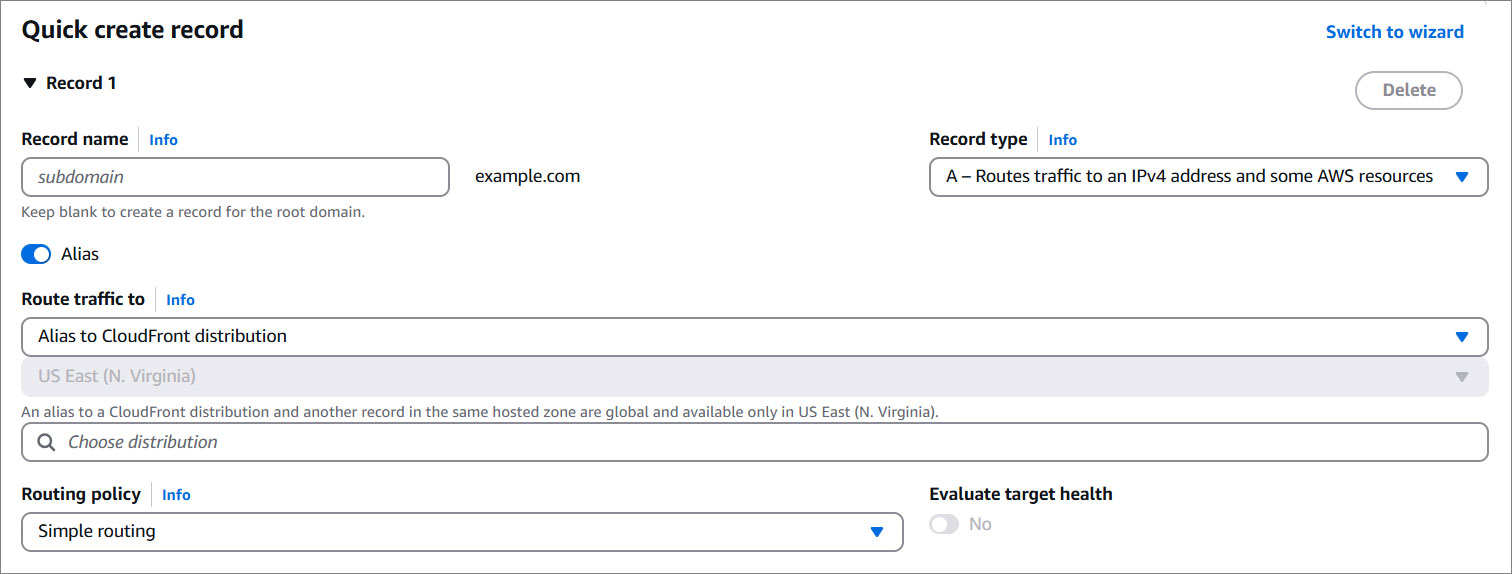 Quick create record
Switch to wizard
Record 1
Delete
Record name
Info
Record type
Info
subdomain
example.com
A – Routes traffic to an IPv4 address and some AWS resources
Keep blank to create a record for the root domain.
Alias
Route traffic to
Info
Alias to CloudFront distribution
US East (N. Virginia)
An alias to a CloudFront distribution and another record in the same hosted zone are global and available only in US East (N. Virginia).
Choose distribution
Routing policy
Info
Evaluate target health
Simple routing
No